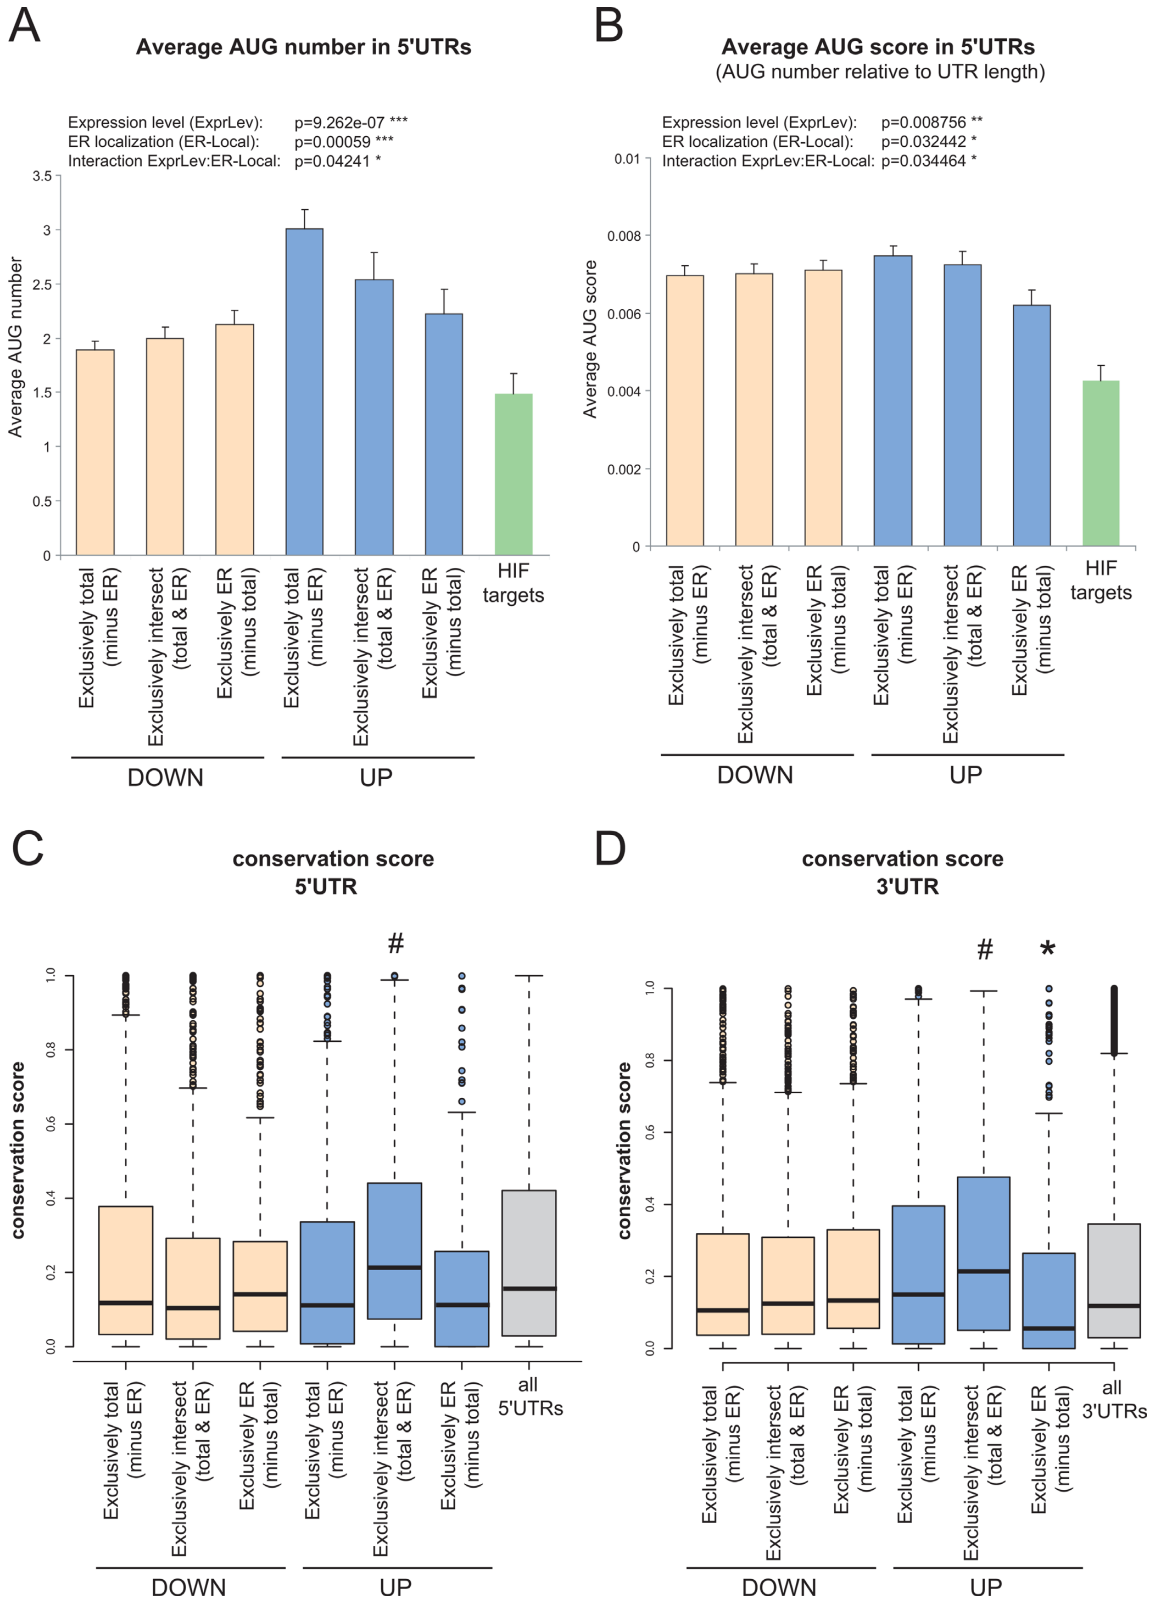 A
Average AUG number in 5'UTRs
Expression level (ExprLev): p=9.262e-07 ***
ER localization (ER-Local): p=0.00059 ***
Interaction ExprLev:ER-Local: p=0.04241 *
Average AUG number
3.5
3
2.5
2
1.5
1
0.5
0
Exclusively total
(minus ER)
Exclusively intersect
(total & ER)
Exclusively ER
(minus total)
Exclusively total
(minus ER)
Exclusively intersect
(total & ER)
Exclusively ER
(minus total)
HIF
targets
DOWN
UP
B
Average AUG score in 5'UTRs
(AUG number relative to UTR length)
Expression level (ExprLev): p=0.008756 **
ER localization (ER-Local): p=0.032442 *
Interaction ExprLev:ER-Local: p=0.034464 *
Average AUG score
0.01
0.008
0.006
0.004
0.002
0
Exclusively total
(minus ER)
Exclusively intersect
(total & ER)
Exclusively ER
(minus total)
Exclusively total
(minus ER)
Exclusively intersect
(total & ER)
Exclusively ER
(minus total)
HIF
targets
DOWN
UP
C
conservation score
5'UTR
#
conservation score
1.0
0.8
0.6
0.4
0.2
0.0
Exclusively total
(minus ER)
Exclusively intersect
(total & ER)
Exclusively ER
(minus total)
Exclusively total
(minus ER)
Exclusively intersect
(total & ER)
Exclusively ER
(minus total)
all
5'UTRs
DOWN
UP
D
conservation score
3'UTR
# *
conservation score
1.0
0.8
0.6
0.4
0.2
0.0
Exclusively total
(minus ER)
Exclusively intersect
(total & ER)
Exclusively ER
(minus total)
Exclusively total
(minus ER)
Exclusively intersect
(total & ER)
Exclusively ER
(minus total)
all
3'UTRs
DOWN
UP